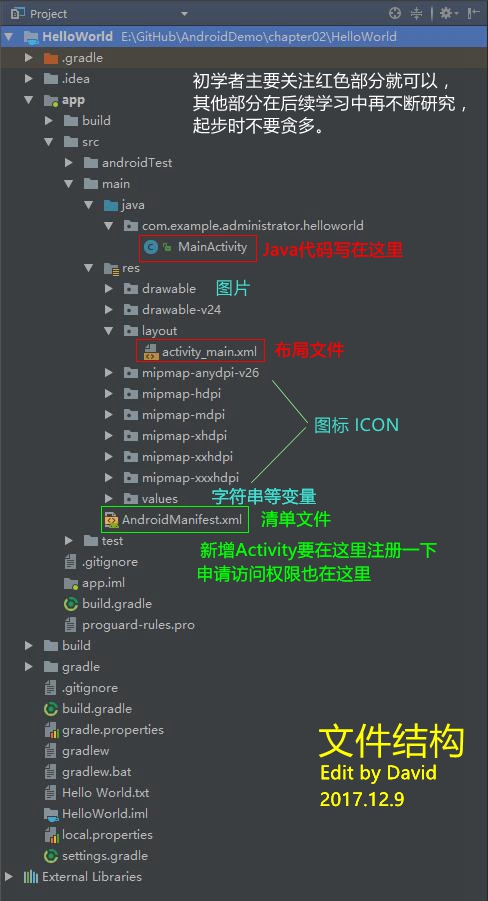 Project
HelloWorld E:\GitHub\AndroidDemo\chapter02\HelloWorld
.gradle
.idea
初学者主要关注红色部分就可以，
其他部分在后续学习中再不断研究，
起步时不要贪多。
app
build
src
androidTest
main
java
com.example.administrator.helloworld
MainActivity Java代码写在这里
res
drawable 图片
drawable-v24
layout
activity_main.xml 布局文件
mipmap-anydpi-v26
mipmap-hdpi
mipmap-mdpi
图标 ICON
mipmap-xhdpi
mipmap-xxhdpi
mipmap-xxxhdpi
values 字符串等变量
AndroidManifest.xml 清单文件
test
新增Activity要在这里注册一下
申请访问权限也在这里
.gitignore
app.iml
build.gradle
proguard-rules.pro
build
gradle
.gitignore
build.gradle
gradle.properties
gradlew
gradlew.bat
Hello World.txt
HelloWorld.iml
local.properties
settings.gradle
External Libraries
文件结构
Edit by David
2017.12.9